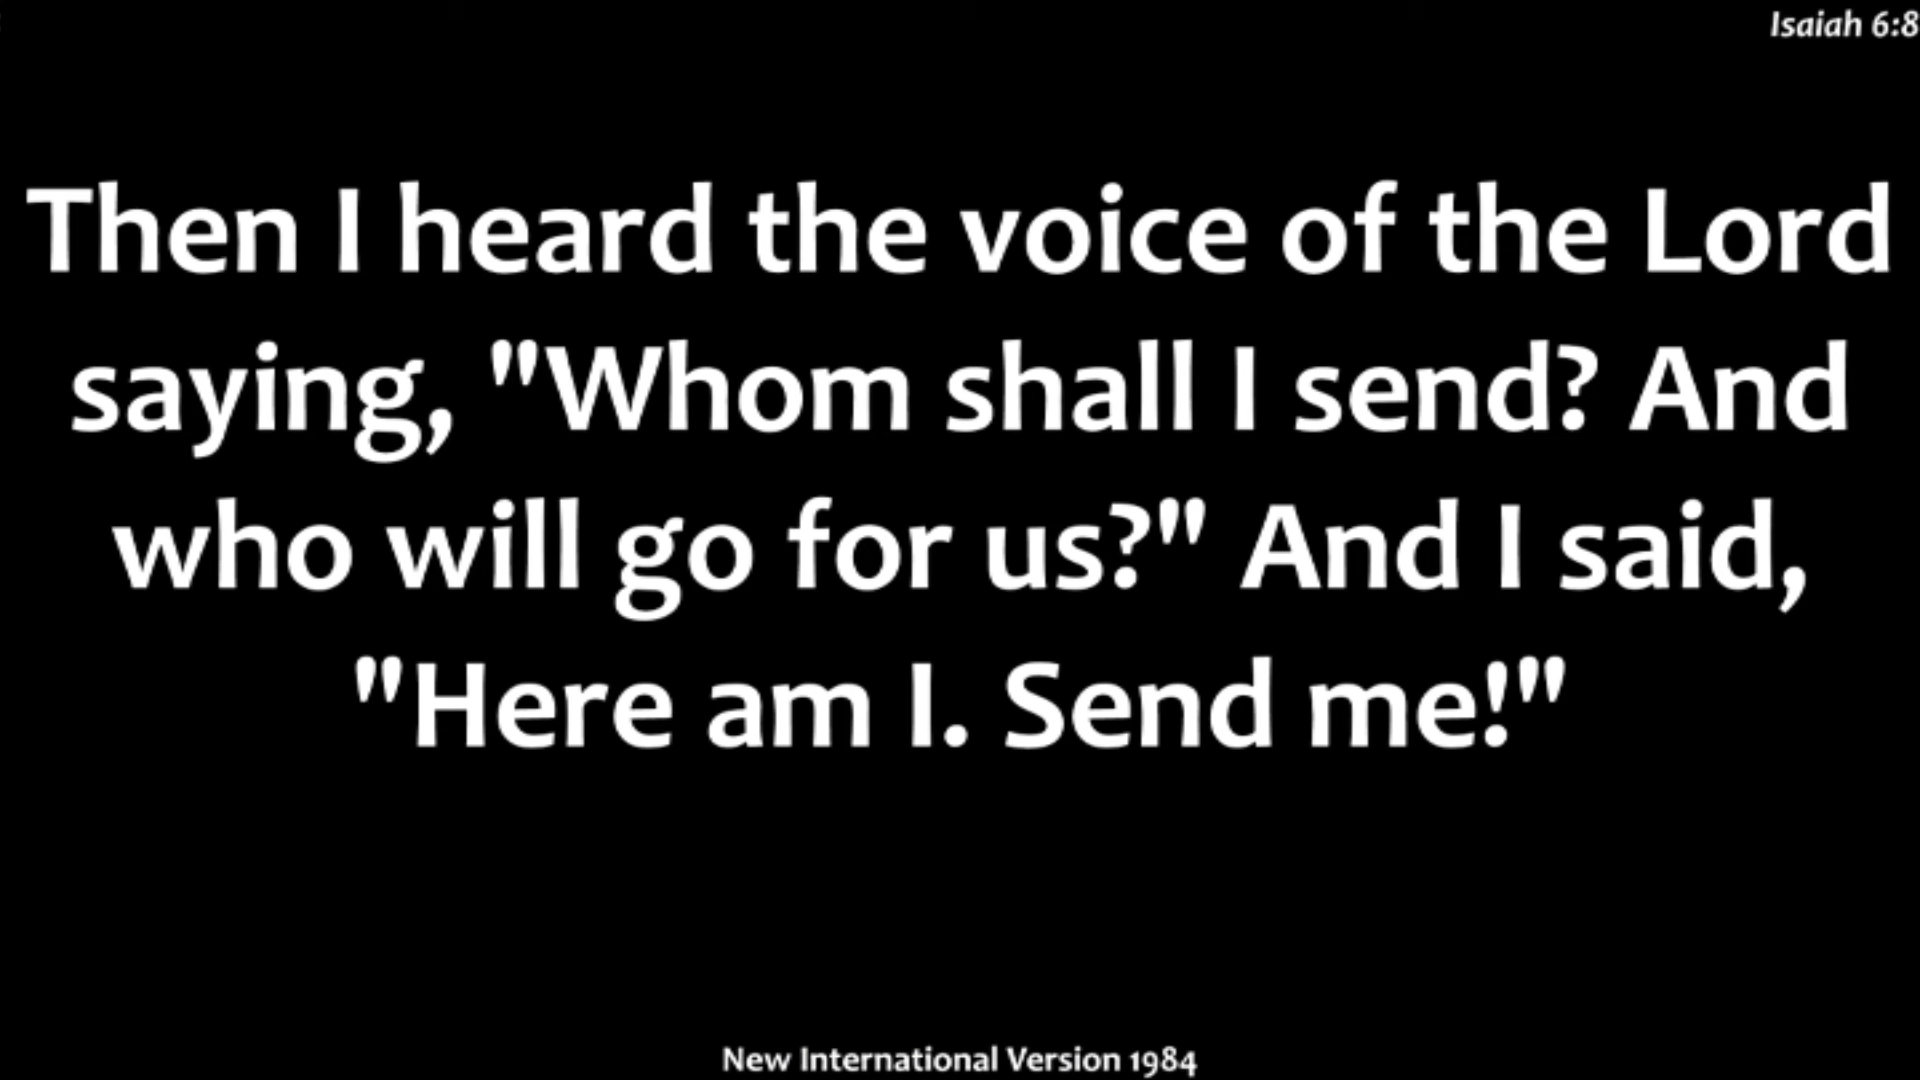 Isaiah 6:8
Then I heard the voice of the Lord
saying, "Whom shall I send? And
who will go for us?" And I said,
"Here am I. Send me!"
New International Version 1984